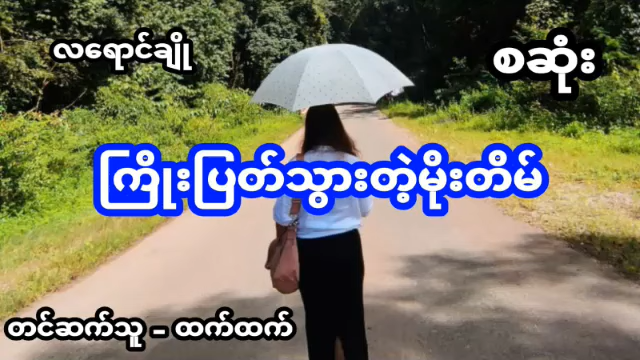 လရောင်ချို
စဆုံး
ကြိုးပြတ်သွားတဲ့မိုးတိမ်
တင်ဆက်သူ - ထက်ထက်